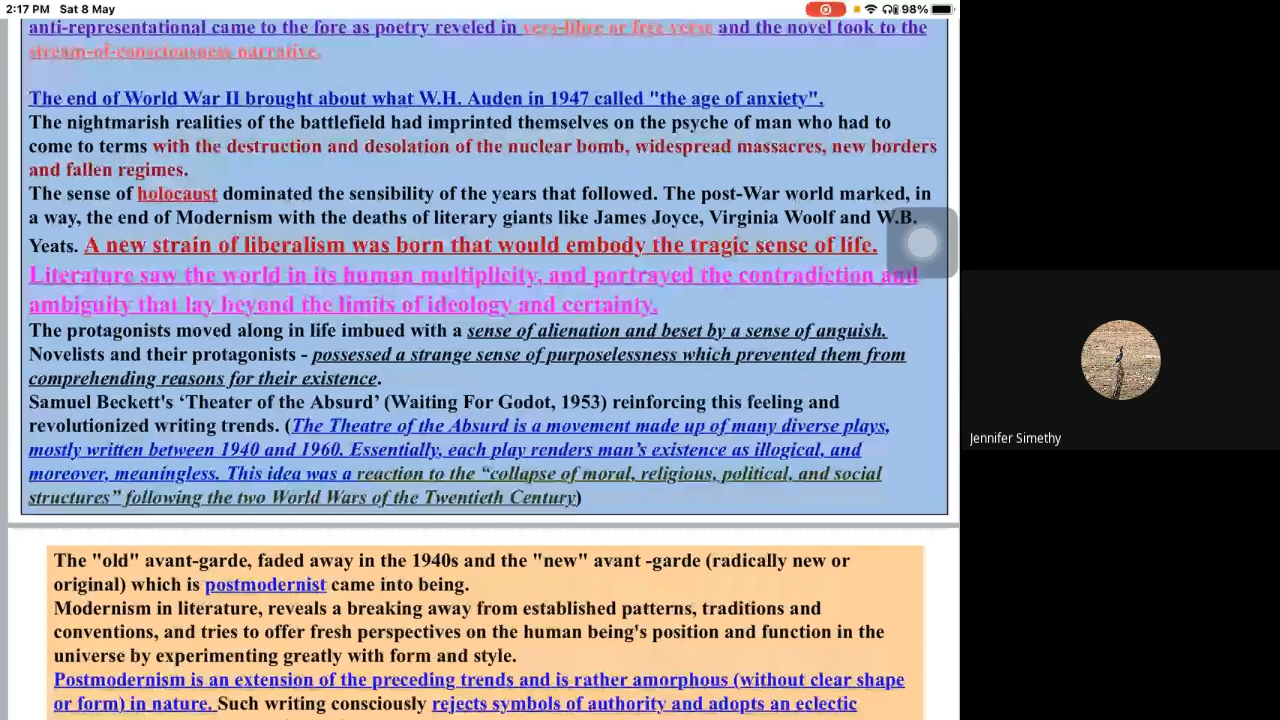 2:17 PM Sat 8 May
98%
anti-representational came to the fore as poetry reveled in vers-libre or free verse and the novel took to the
stream-of-consciousness narrative.
The end of World War II brought about what W.H. Auden in 1947 called "the age of anxiety".
The nightmarish realities of the battlefield had imprinted themselves on the psyche of man who had to
come to terms with the destruction and desolation of the nuclear bomb, widespread massacres, new borders
and fallen regimes.
The sense of holocaust dominated the sensibility of the years that followed. The post-War world marked, in
a way, the end of Modernism with the deaths of literary giants like James Joyce, Virginia Woolf and W.B.
Yeats. A new strain of liberalism was born that would embody the tragic sense of life.
Literature saw the world in its human multiplicity, and portrayed the contradiction and
ambiguity that lay beyond the limits of ideology and certainty.
The protagonists moved along in life imbued with a sense of alienation and beset by a sense of anguish.
Novelists and their protagonists - possessed a strange sense of purposelessness which prevented them from
comprehending reasons for their existence.
Samuel Beckett's ‘Theater of the Absurd’ (Waiting For Godot, 1953) reinforcing this feeling and
revolutionized writing trends. (The Theatre of the Absurd is a movement made up of many diverse plays,
mostly written between 1940 and 1960. Essentially, each play renders man’s existence as illogical, and
moreover, meaningless. This idea was a reaction to the “collapse of moral, religious, political, and social
structures” following the two World Wars of the Twentieth Century)
The "old" avant-garde, faded away in the 1940s and the "new" avant -garde (radically new or
original) which is postmodernist came into being.
Modernism in literature, reveals a breaking away from established patterns, traditions and
conventions, and tries to offer fresh perspectives on the human being's position and function in the
universe by experimenting greatly with form and style.
Postmodernism is an extension of the preceding trends and is rather amorphous (without clear shape
or form) in nature. Such writing consciously rejects symbols of authority and adopts an eclectic
Jennifer Simethy